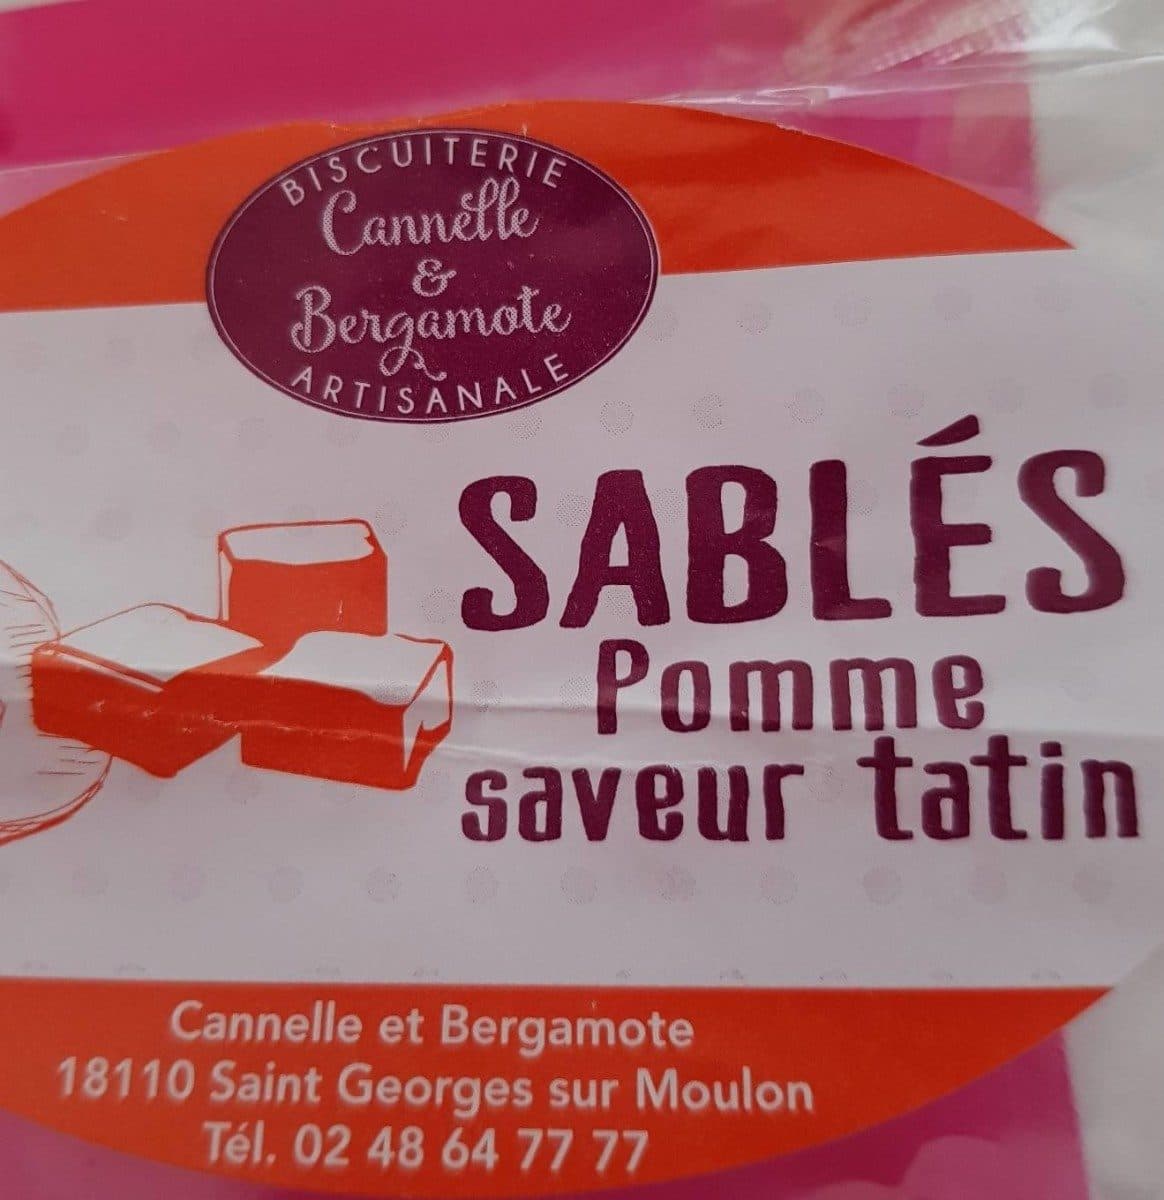 BISCUITERIE
Cannelle
&
Bergamote
ARTISANALE
SABLÉS
Pomme
saveur tatin
Cannelle et Bergamote
18110 Saint Georges sur Moulon
Tél. 02 48 64 77 77